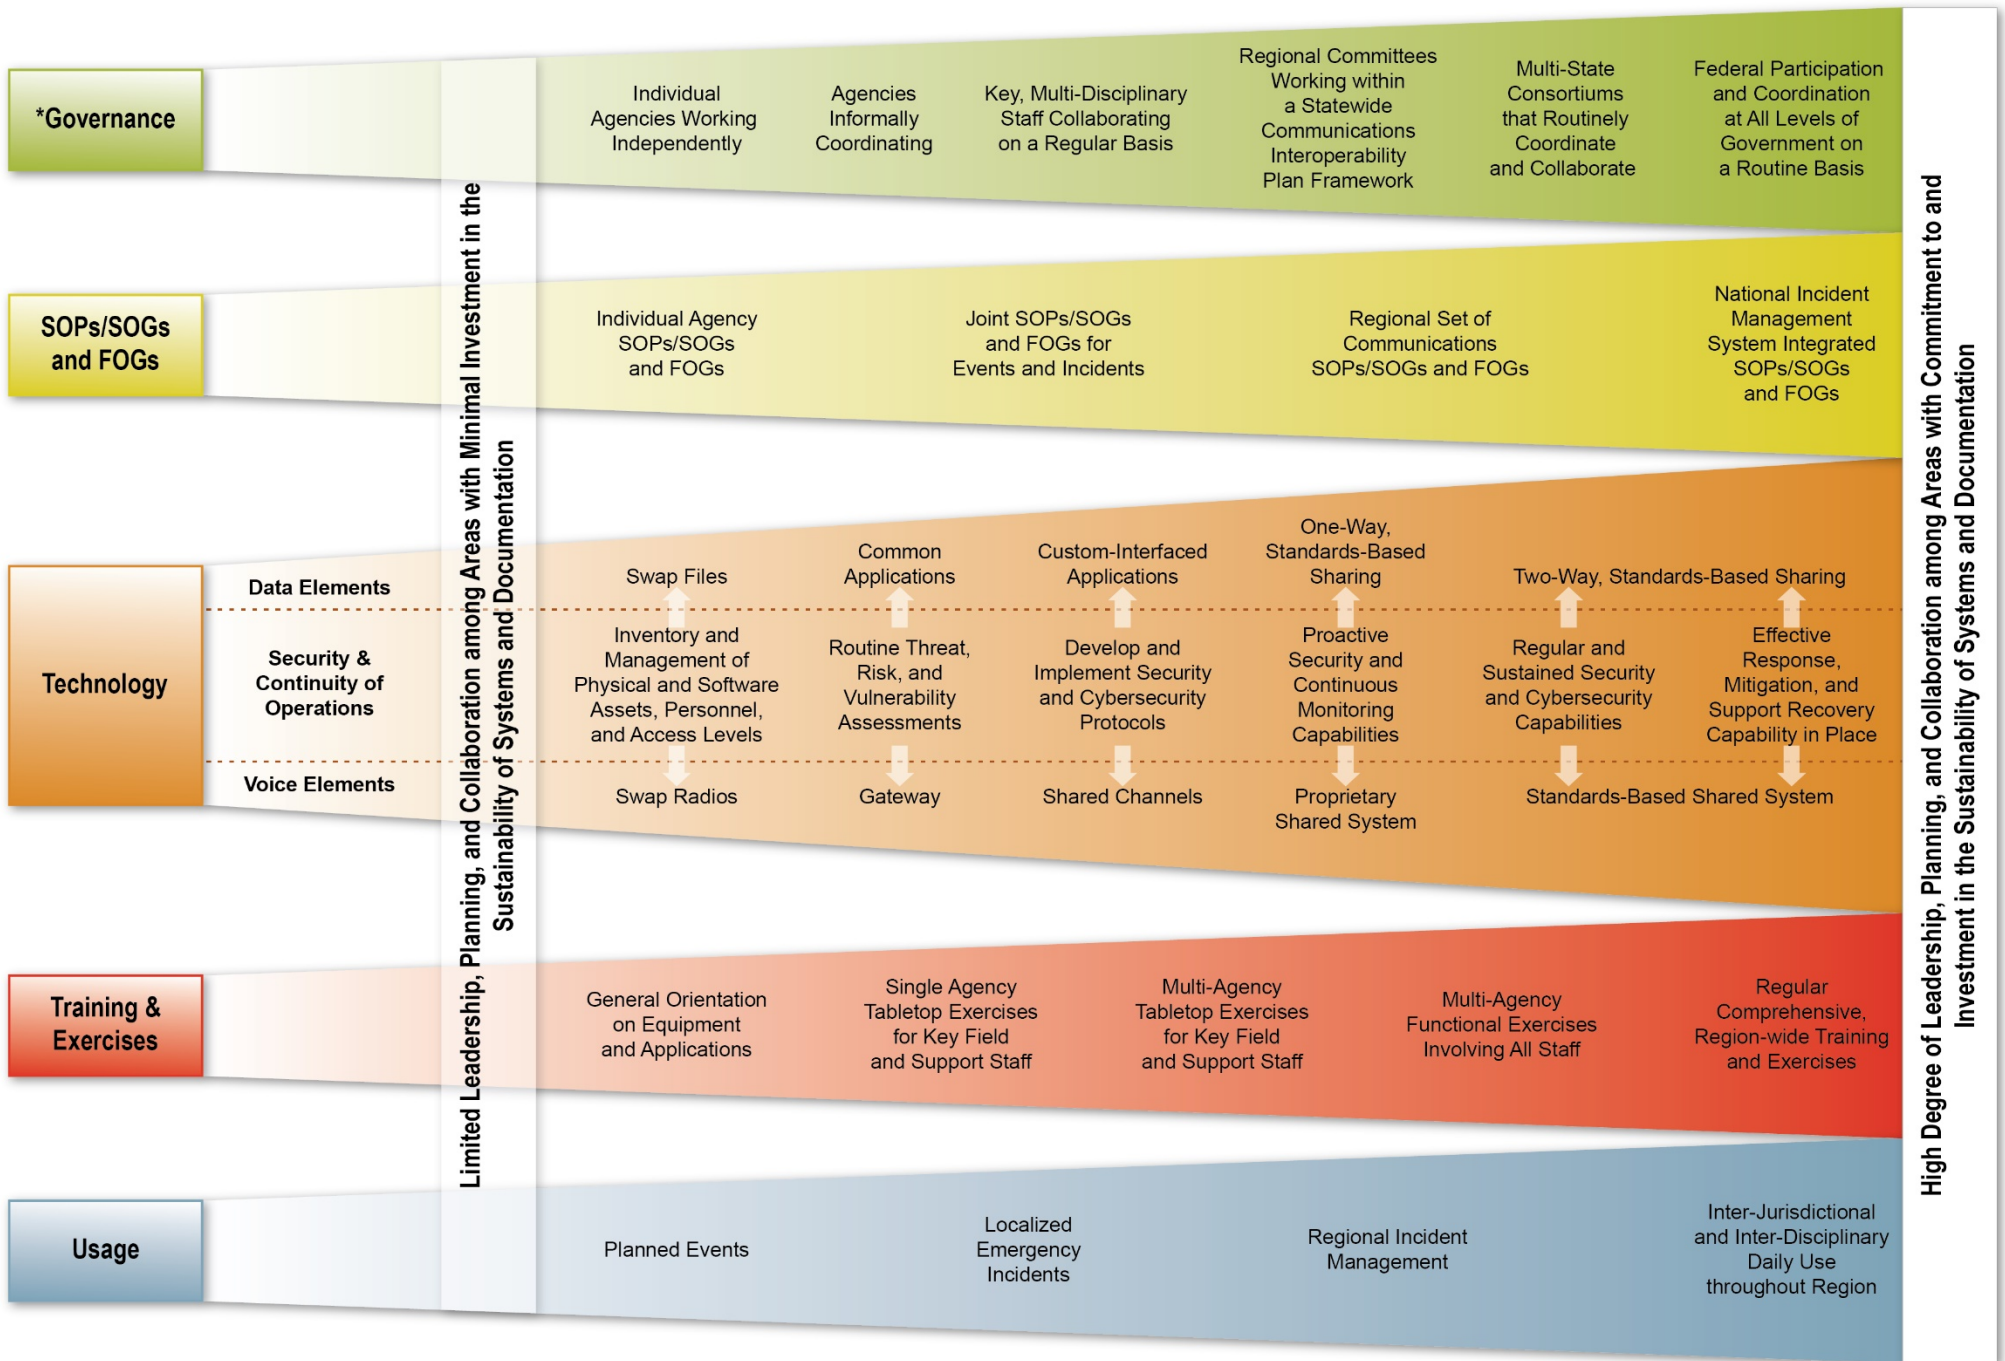 *Governance
Individual
Agencies Working
Independently
Agencies
Informally
Coordinating
Key, Multi-Disciplinary
Staff Collaborating
on a Regular Basis
Regional Committees
Working within
a Statewide
Communications
Interoperability
Plan Framework
Multi-State
Consortiums
that Routinely
Coordinate
and Collaborate
Federal Participation
and Coordination
at All Levels of
Government on
a Routine Basis
SOPs/SOGs
and FOGs
Individual Agency
SOPs/SOGs
and FOGs
Joint SOPs/SOGs
and FOGs for
Events and Incidents
Regional Set of
Communications
SOPs/SOGs and FOGs
National Incident
Management
System Integrated
SOPs/SOGs
and FOGs
Technology
Data Elements
Swap Files
Common
Applications
Custom-Interfaced
Applications
One-Way,
Standards-Based
Sharing
Two-Way, Standards-Based Sharing
Security &
Continuity of
Operations
Inventory and
Management of
Physical and Software
Assets, Personnel,
and Access Levels
Routine Threat,
Risk, and
Vulnerability
Assessments
Develop and
Implement Security
and Cybersecurity
Protocols
Proactive
Security and
Continuous
Monitoring
Capabilities
Regular and
Sustained Security
and Cybersecurity
Capabilities
Effective
Response,
Mitigation, and
Support Recovery
Capability in Place
Voice Elements
Swap Radios
Gateway
Shared Channels
Proprietary
Shared System
Standards-Based Shared System
Training &
Exercises
General Orientation
on Equipment
and Applications
Single Agency
Tabletop Exercises
for Key Field
and Support Staff
Multi-Agency
Tabletop Exercises
for Key Field
and Support Staff
Multi-Agency
Functional Exercises
Involving All Staff
Regular
Comprehensive,
Region-wide Training
and Exercises
Usage
Planned Events
Localized
Emergency
Incidents
Regional Incident
Management
Inter-Jurisdictional
and Inter-Disciplinary
Daily Use
throughout Region
Limited Leadership, Planning, and Collaboration among Areas with Minimal Investment in the
Sustainability of Systems and Documentation
High Degree of Leadership, Planning, and Collaboration among Areas with Commitment to and
Investment in the Sustainability of Systems and Documentation